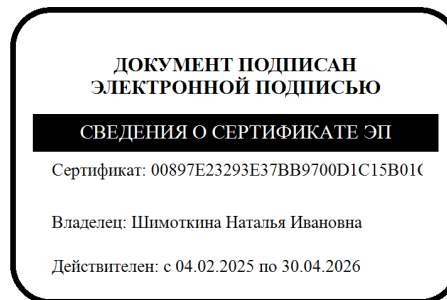 ДОКУМЕНТ ПОДПИСАН
ЭЛЕКТРОННОЙ ПОДПИСЬЮ
СВЕДЕНИЯ О СЕРТИФИКАТЕ ЭП
Сертификат: 00897E23293E37BB9700D1C15B01C
Владелец: Шимоткина Наталья Ивановна
Действителен: с 04.02.2025 по 30.04.2026